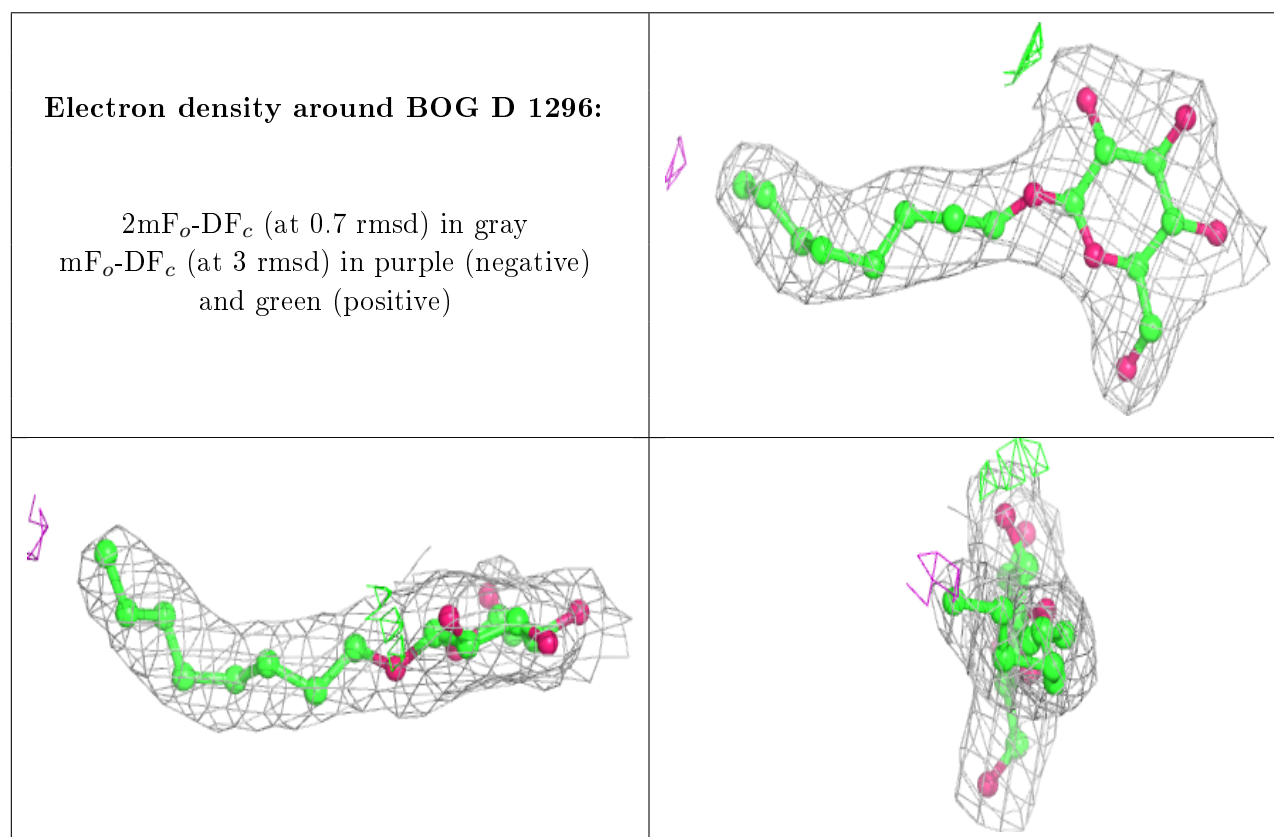 Electron density around BOG D 1296:
2mFₒ-DF𝒸 (at 0.7 rmsd) in gray
mFₒ-DF𝒸 (at 3 rmsd) in purple (negative)
and green (positive)